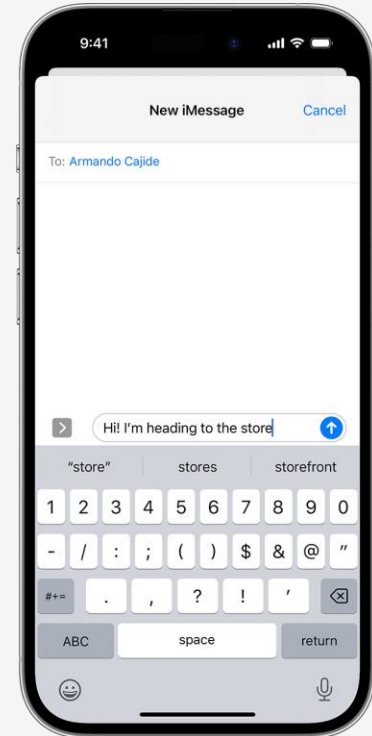 9:41
New iMessage Cancel
To: Armando Cajide
Hi! I'm heading to the store
"store" stores storefront
1 2 3 4 5 6 7 8 9 0
- / : ; ( ) $ & @ "
#+= . , ? ! '
ABC space return